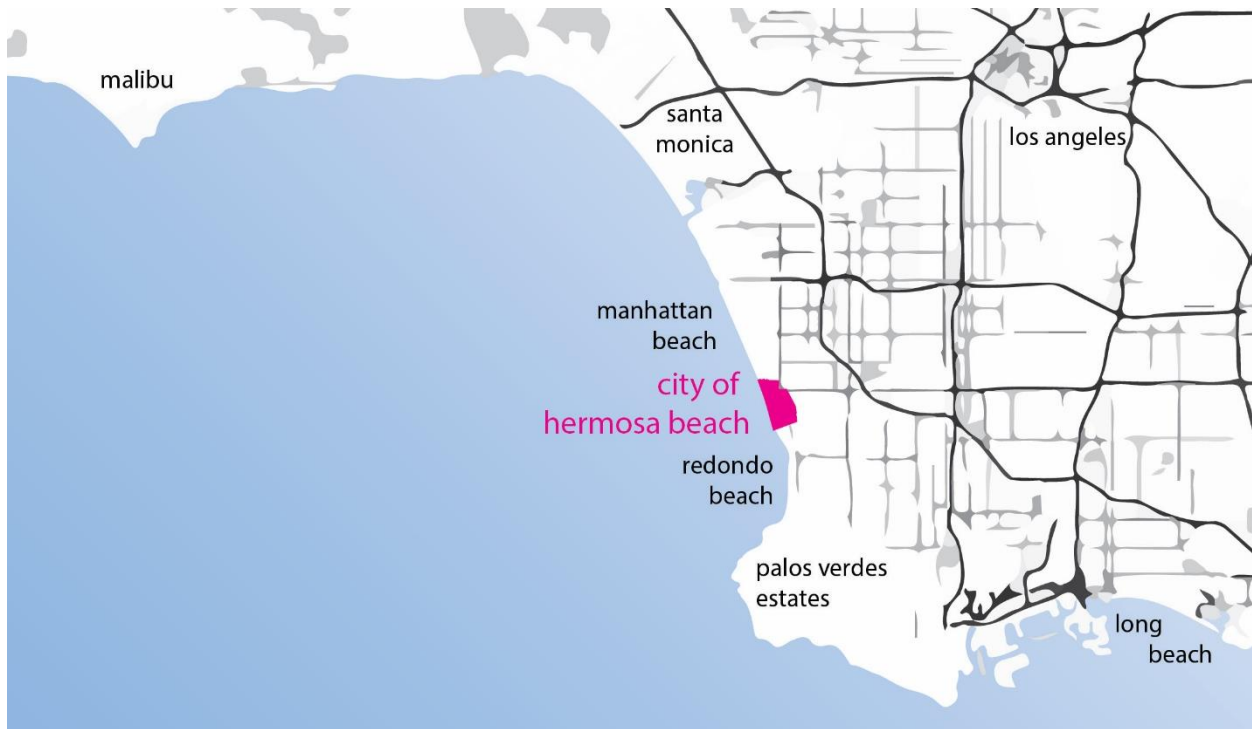 malibu
santa
monica
los angeles
manhattan
beach
city of
hermosa beach
redondo
beach
palos verdes
estates
long
beach